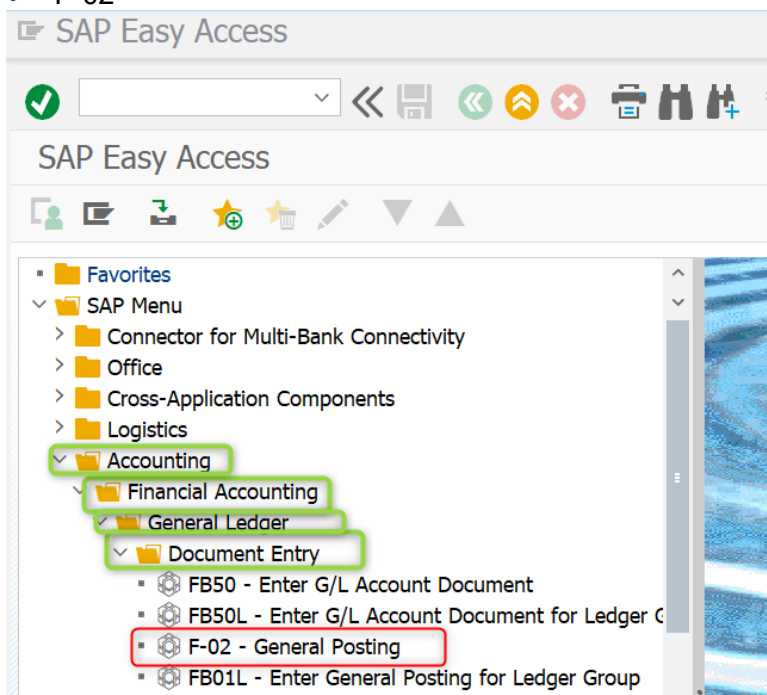 F-02
SAP Easy Access
SAP Easy Access
Favorites
SAP Menu
Connector for Multi-Bank Connectivity
Office
Cross-Application Components
Logistics
Accounting
Financial Accounting
General Ledger
Document Entry
FB50 - Enter G/L Account Document
FB50L - Enter G/L Account Document for Ledger G
F-02 - General Posting
FB01L - Enter General Posting for Ledger Group